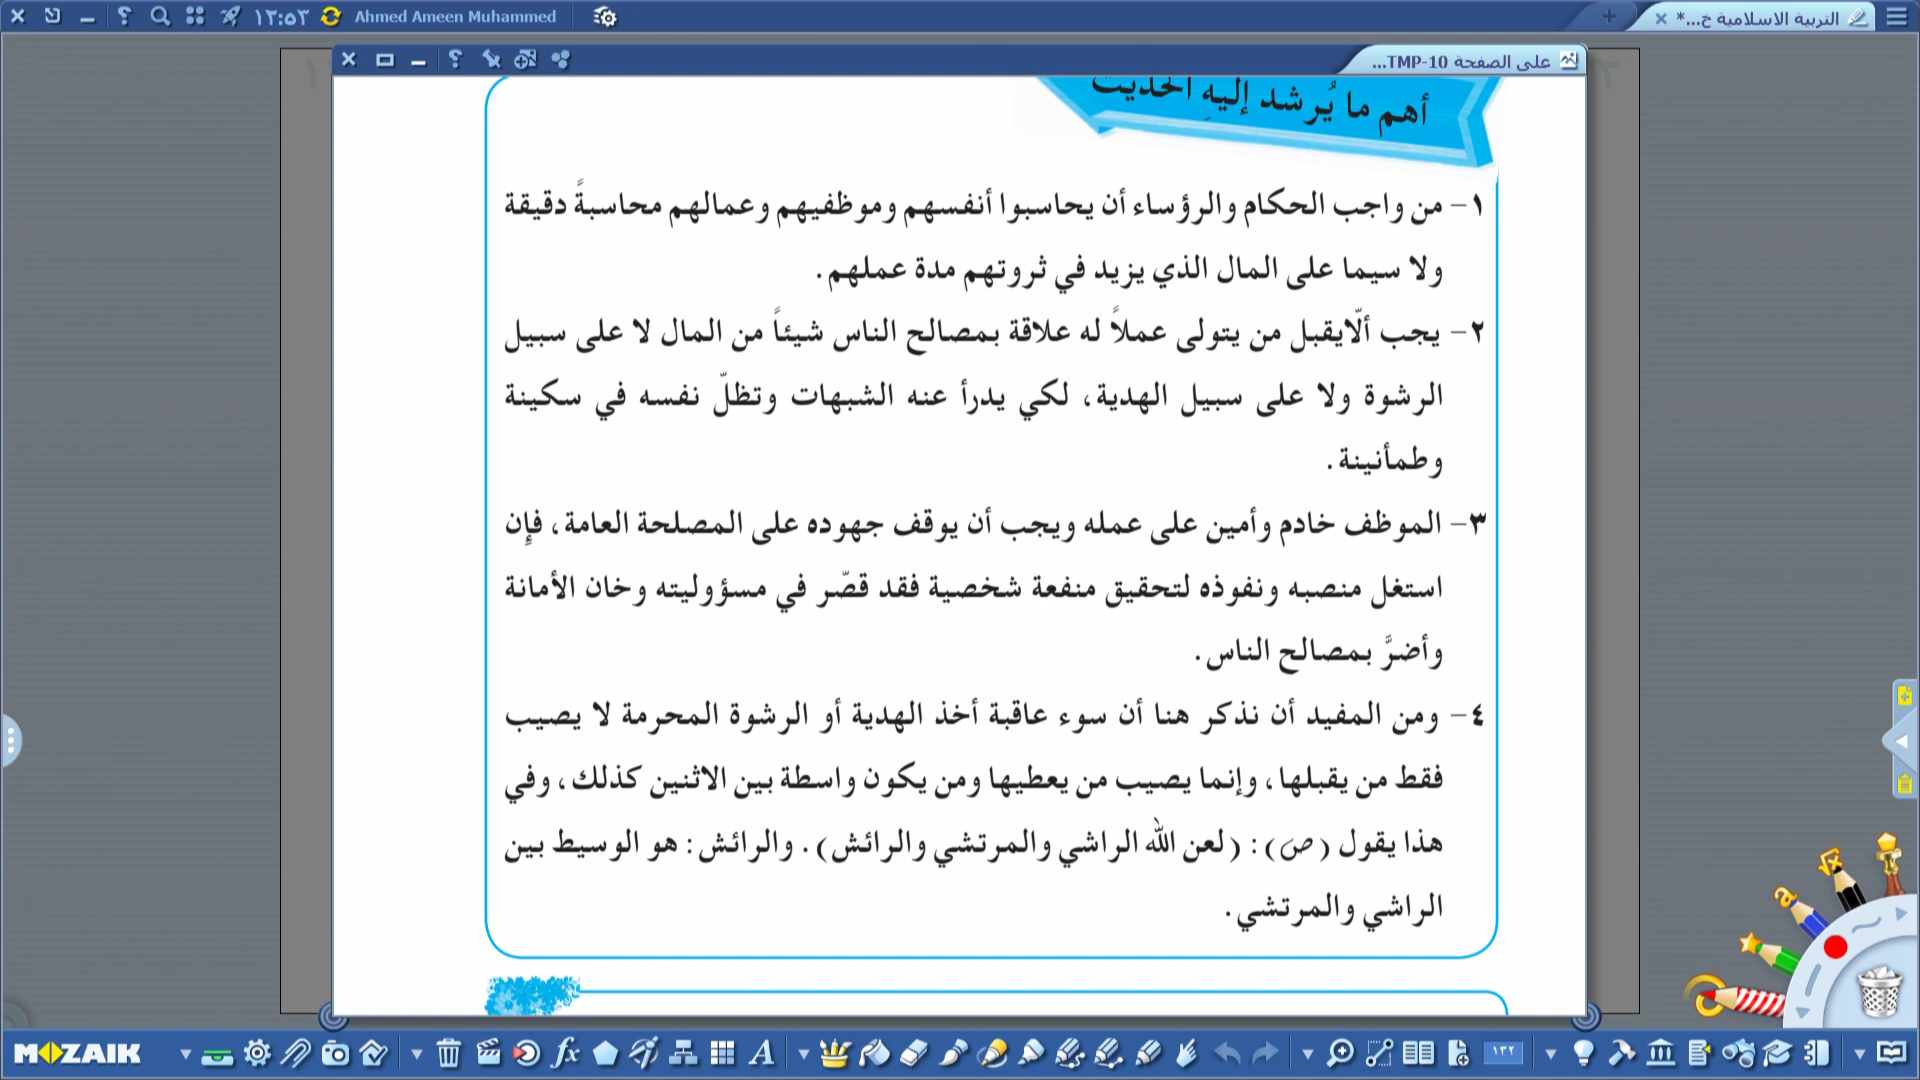 ١٢:٥٣ Ahmed Ameen Muhammed
التربية الاسلامية خ...*
على الصفحة TMP-10...
أهم ما يُرشد إليهِ الحديث
١- من واجب الحكام والرؤساء أن يحاسبوا أنفسهم وموظفيهم وعمالهم محاسبةً دقيقة
ولا سيما على المال الذي يزيد في ثروتهم مدة عملهم.
٢- يجب ألّايقبل من يتولى عملاً له علاقة بمصالح الناس شيئاً من المال لا على سبيل
الرشوة ولا على سبيل الهدية، لكي يدرأ عنه الشبهات وتظلّ نفسه في سكينة
وطمأنينة.
٣- الموظف خادم وأمين على عمله ويجب أن يوقف جهوده على المصلحة العامة، فإِن
استغل منصبه ونفوذه لتحقيق منفعة شخصية فقد قصّر في مسؤوليته وخان الأمانة
وأضرَّ بمصالح الناس.
٤- ومن المفيد أن نذكر هنا أن سوء عاقبة أخذ الهدية أو الرشوة المحرمة لا يصيب
فقط من يقبلها، وإنما يصيب من يعطيها ومن يكون واسطة بين الاثنين كذلك، وفي
هذا يقول (ص): (لعن الله الراشي والمرتشي والرائش). والرائش: هو الوسيط بين
الراشي والمرتشي.
MOZAIK
١٣٢